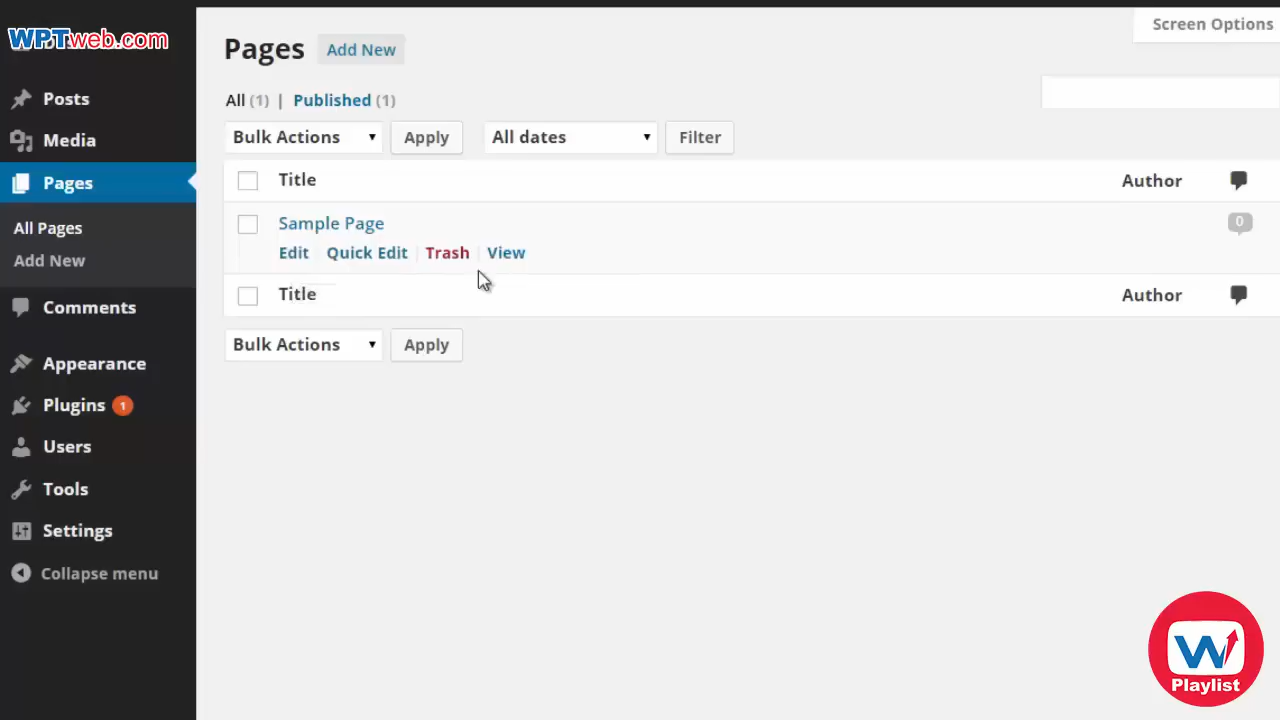 WPTweb.com
Screen Options
Pages Add New
All (1) | Published (1)
Bulk Actions Apply All dates Filter
Title Author
Sample Page 0
Edit | Quick Edit | Trash | View
Title Author
Bulk Actions Apply
Posts
Media
Pages
All Pages
Add New
Comments
Appearance
Plugins 1
Users
Tools
Settings
Collapse menu
W
Playlist